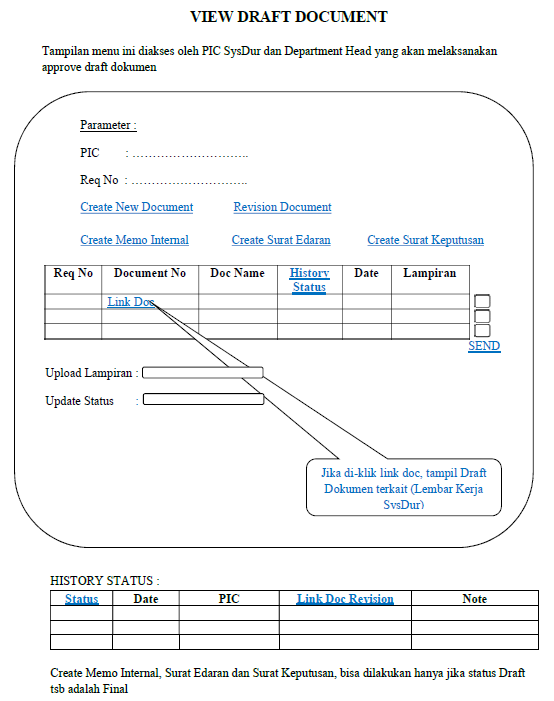 VIEW DRAFT DOCUMENT
Tampilan menu ini diakses oleh PIC SysDur dan Department Head yang akan melaksanakan
approve draft dokumen
Parameter :
PIC : ………………………..
Req No : ………………………..
Create New Document Revision Document
Create Memo Internal Create Surat Edaran Create Surat Keputusan
Req No Document No Doc Name History Status Date Lampiran
Link Doc
SEND
Upload Lampiran :
Update Status :
Jika di-klik link doc, tampil Draft
Dokumen terkait (Lembar Kerja
SysDur)
HISTORY STATUS :
Status Date PIC Link Doc Revision Note
Create Memo Internal, Surat Edaran dan Surat Keputusan, bisa dilakukan hanya jika status Draft
tsb adalah Final